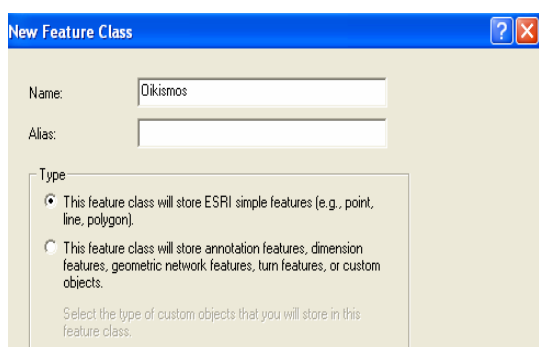 New Feature Class
Name:
Oikismos
Alias:
Type
This feature class will store ESRI simple features (e.g., point,
line, polygon).
This feature class will store annotation features, dimension
features, geometric network features, turn features, or custom
objects.
Select the type of custom objects that you will store in this
feature class.